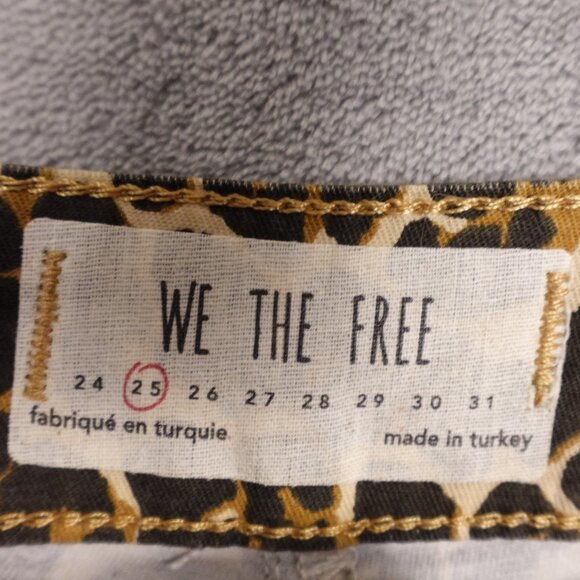 WE THE FREE
24 25 26 27 28 29 30 31
fabriqué en turquie
made in turkey